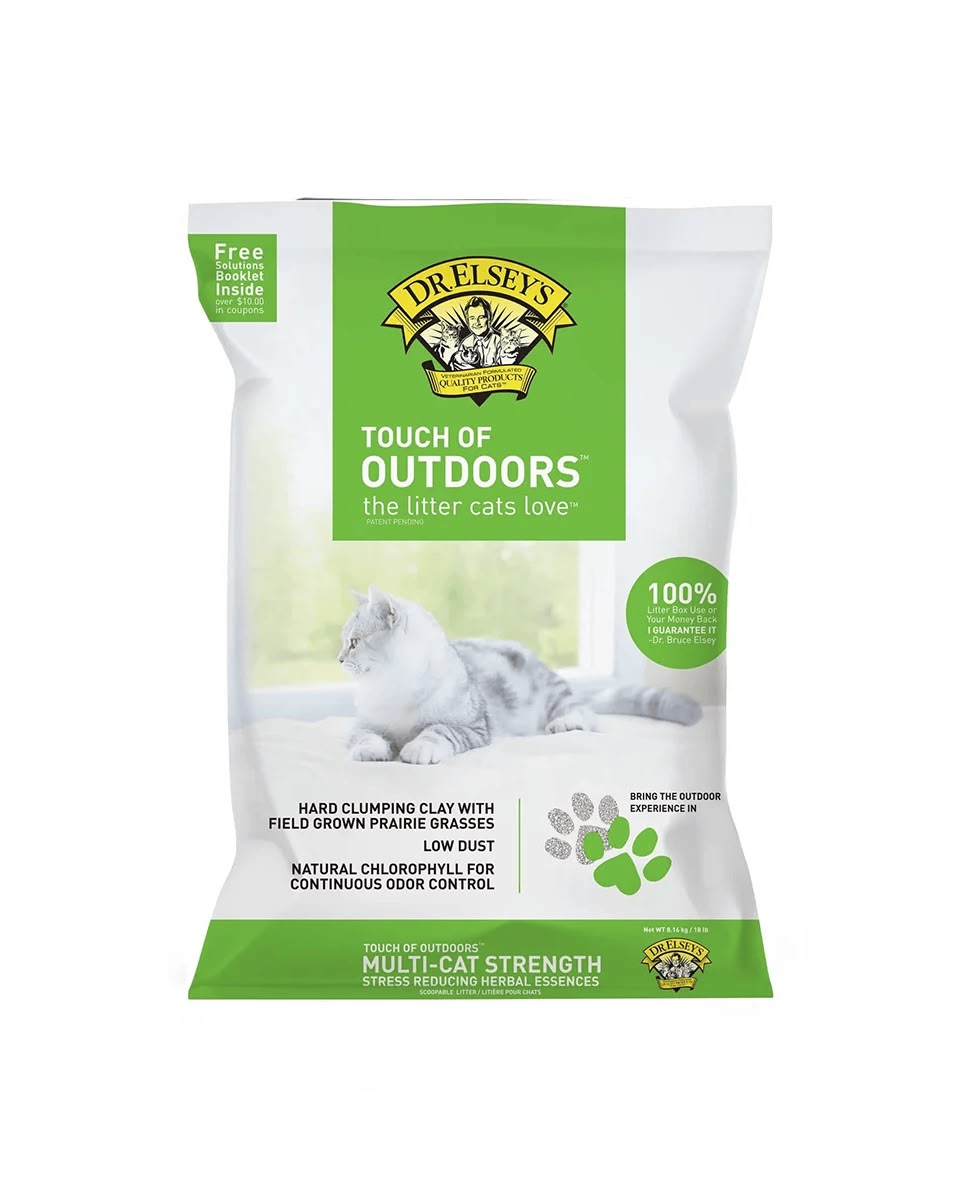 Free
Solutions
Booklet
Inside
over $10.00
in coupons
DR. ELSEY'S
VETERINARIAN FORMULATED
QUALITY PRODUCTS
FOR CATS™
TOUCH OF
OUTDOORS™
the litter cats love™
PATENT PENDING
100%
Litter Box Use or
Your Money Back
I GUARANTEE IT
-Dr. Bruce Elsey
HARD CLUMPING CLAY WITH
FIELD GROWN PRAIRIE GRASSES
LOW DUST
NATURAL CHLOROPHYLL FOR
CONTINUOUS ODOR CONTROL
BRING THE OUTDOOR
EXPERIENCE IN
Net WT 8.16 kg / 18 lb
TOUCH OF OUTDOORS™
MULTI-CAT STRENGTH
STRESS REDUCING HERBAL ESSENCES
SCOOPABLE LITTER / LITIÈRE POUR CHATS
DR. ELSEY'S